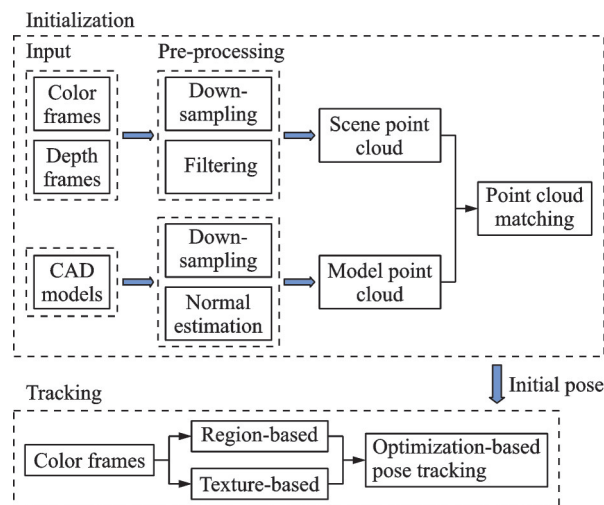 Initialization
Input
Pre-processing
Color
frames
Depth
frames
Down-
sampling
Filtering
Scene point
cloud
Point cloud
matching
CAD
models
Down-
sampling
Normal
estimation
Model point
cloud
Initial pose
Tracking
Color frames
Region-based
Texture-based
Optimization-based
pose tracking